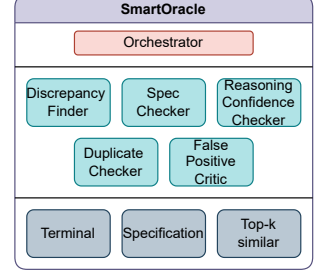 SmartOracle
Orchestrator
Discrepancy
Finder
Spec
Checker
Reasoning
Confidence
Checker
Duplicate
Checker
False
Positive
Critic
Terminal
Specification
Top-k
similar